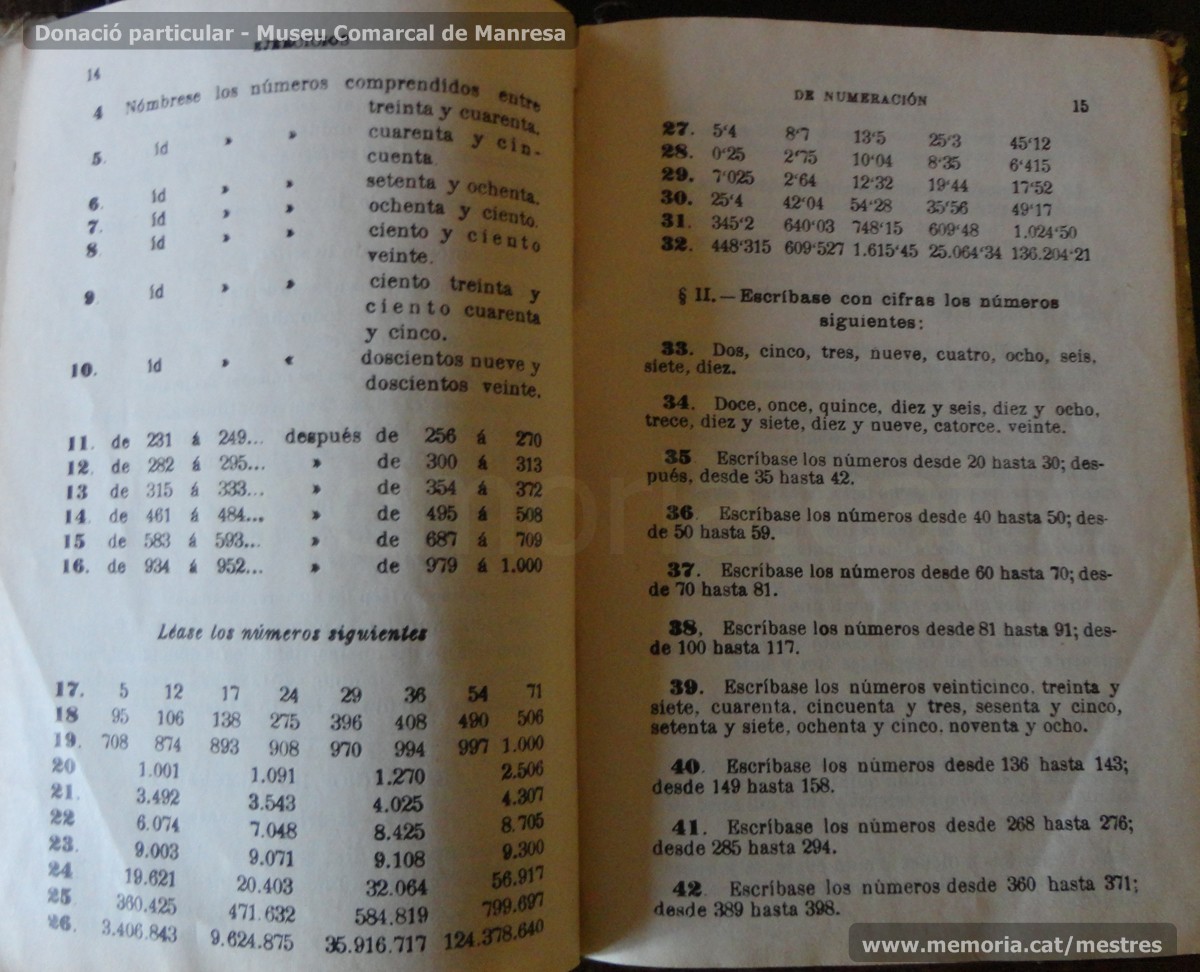 Donació particular - Museu Comarcal de Manresa
EJERCICIOS
14
4 Nómbrese los números comprendidos entre treinta y cuarenta.
5. íd » » cuarenta y cin-
cuenta.
6. íd » » setenta y ochenta.
7. íd » » ochenta y ciento.
8 íd » » ciento y ciento
veinte.
9 íd » » ciento treinta y
ciento cuarenta
y cinco.
10. íd » « doscientos nueve y
doscientos veinte.
11. de 231 á 249... después de 256 á 270
12. de 282 á 295... » de 300 á 313
13 de 315 á 333... » de 354 á 372
14. de 461 á 484... » de 495 á 508
15 de 583 á 593... » de 687 á 709
16. de 934 á 952... » de 979 á 1.000
Léase los números siguientes
17. 5 12 17 24 29 36 54 71
18 95 106 138 275 396 408 490 506
19. 708 874 893 908 970 994 997 1.000
20 1.001 1.091 1.270 2.506
21. 3.492 3.543 4.025 4.307
22 6.074 7.048 8.425 8.705
23. 9.003 9.071 9.108 9.300
24 19.621 20.403 32.064 56.917
25 360.425 471.632 584.819 799.697
26. 3.406.843 9.624.875 35.916.717 124.378.640
DE NUMERACIÓN 15
27. 5‘4 8‘7 13‘5 25‘3 45‘12
28. 0‘25 2‘75 10‘04 8‘35 6‘415
29. 7‘025 2‘64 12‘32 19‘44 17‘52
30. 25‘4 42‘04 54‘28 35‘56 49‘17
31. 345‘2 640‘03 748‘15 609‘48 1.024‘50
32. 448‘315 609‘527 1.615‘45 25.064‘34 136.204‘21
§ II. — Escríbase con cifras los números
siguientes:
33. Dos, cinco, tres, nueve, cuatro, ocho, seis,
siete, diez.
34. Doce, once, quince, diez y seis, diez y ocho,
trece, diez y siete, diez y nueve, catorce. veinte.
35 Escríbase los números desde 20 hasta 30; des-
pués, desde 35 hasta 42.
36. Escríbase los números desde 40 hasta 50; des-
de 50 hasta 59.
37. Escríbase los números desde 60 hasta 70; des-
de 70 hasta 81.
38, Escríbase los números desde 81 hasta 91; des-
de 100 hasta 117.
39. Escríbase los números veinticinco, treinta y
siete, cuarenta, cincuenta y tres, sesenta y cinco,
setenta y siete, ochenta y cinco, noventa y ocho.
40. Escríbase los números desde 136 hasta 143;
desde 149 hasta 158.
41. Escríbase los números desde 268 hasta 276;
desde 285 hasta 294.
42 Escríbase los números desde 360 hasta 371;
desde 389 hasta 398.
www.memoria.cat/mestres